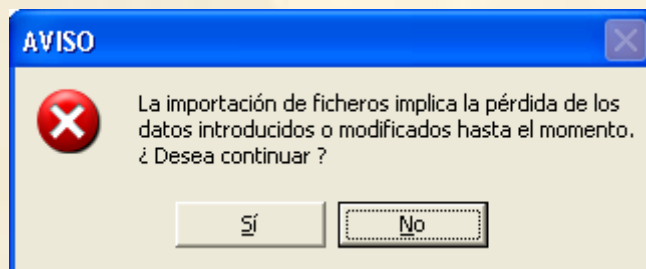 AVISO
La importación de ficheros implica la pérdida de los
datos introducidos o modificados hasta el momento.
¿ Desea continuar ?
Sí
No